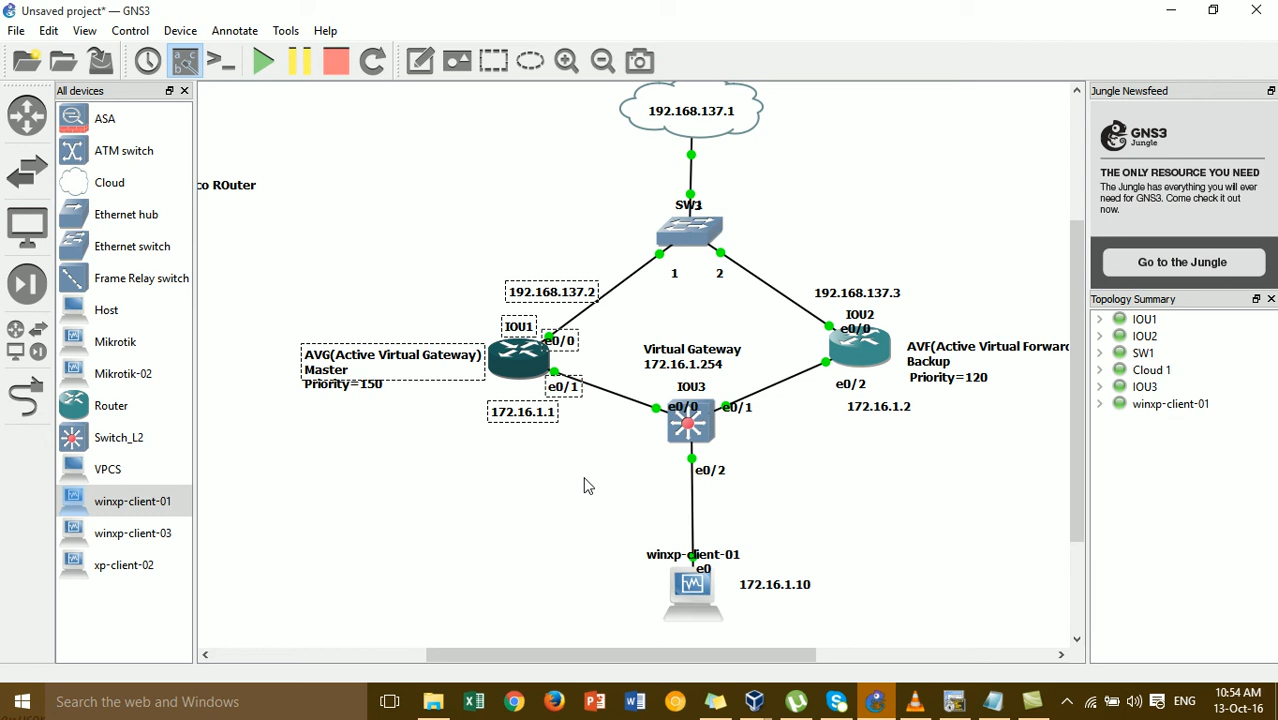 Unsaved project* — GNS3
File Edit View Control Device Annotate Tools Help
All devices
ASA
ATM switch
Cloud
Ethernet hub
Ethernet switch
Frame Relay switch
Host
Mikrotik
Mikrotik-02
Router
Switch_L2
VPCS
winxp-client-01
winxp-client-03
xp-client-02
co ROuter
192.168.137.1
1
2
192.168.137.2
192.168.137.3
IOU1
e0/0
IOU2
e0/0
AVG(Active Virtual Gateway)
Master
Priority=150
e0/1
172.16.1.1
Virtual Gateway
172.16.1.254
IOU3
e0/0
e0/1
e0/2
AVF(Active Virtual Forward
Backup
Priority=120
e0/2
172.16.1.2
winxp-client-01
e0
172.16.1.10
Jungle Newsfeed
GNS3
Jungle
THE ONLY RESOURCE YOU NEED
The Jungle has everything you will ever
need for GNS3. Come check it out
now.
Go to the Jungle
Topology Summary
IOU1
IOU2
SW1
Cloud 1
IOU3
winxp-client-01
Search the web and Windows
ENG
10:54 AM
13-Oct-16